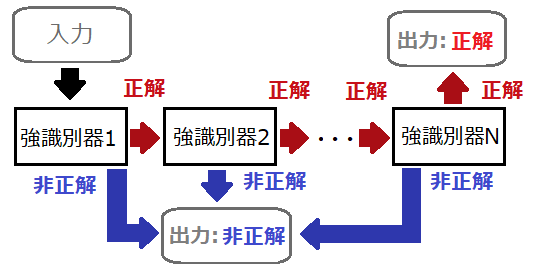 入力
出力: 正解
正解
正解
正解
正解
強識別器1
強識別器2
・・・
強識別器N
非正解
非正解
非正解
出力: 非正解